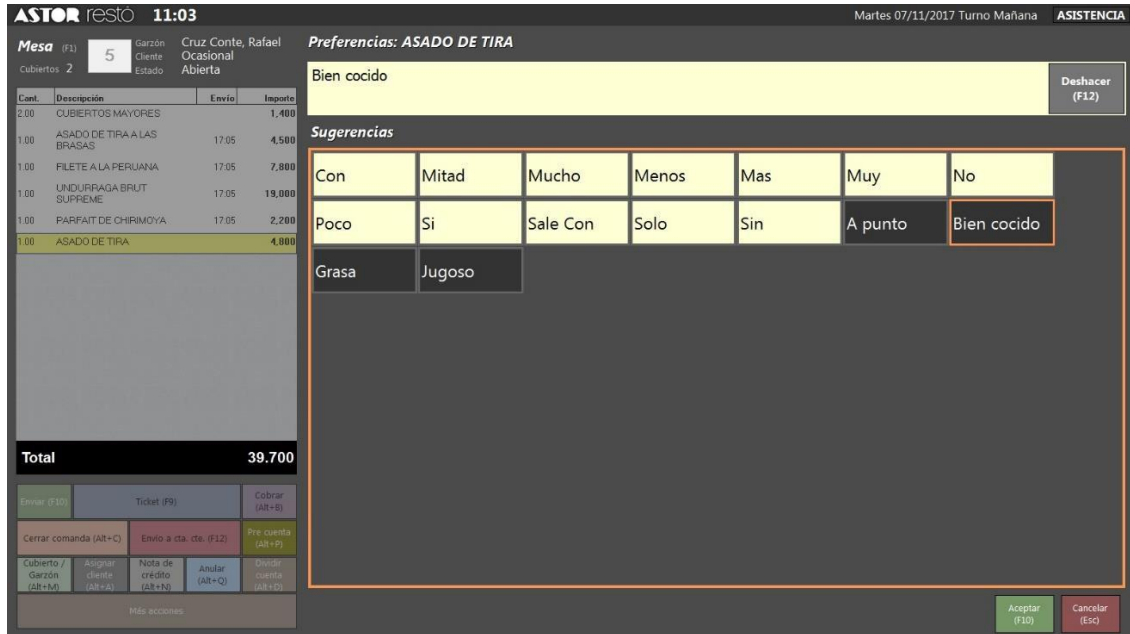 ASTOR restó 11:03 Martes 07/11/2017 Turno Mañana ASISTENCIA
Mesa (F1) 5 Garzón Cruz Conte, Rafael
Cliente Ocasional
Cubiertos 2 Estado Abierta
Cant. Descripción Envío Importe
2.00 CUBIERTOS MAYORES 1,400
1.00 ASADO DE TIRA A LAS BRASAS 17:05 4,500
1.00 FILETE A LA PERUANA 17:05 7,800
1.00 UNDURRAGA BRUT SUPREME 17:05 19,000
1.00 PARFAIT DE CHIRIMOYA 17:05 2,200
1.00 ASADO DE TIRA 4,800
Total 39.700
Enviar (F10) Ticket (F9) Cobrar (Alt+B)
Cerrar comanda (Alt+C) Envío a cta. cte. (F12) Pre cuenta (Alt+P)
Cubierto / Garzón (Alt+M) Asignar cliente (Alt+A) Nota de crédito (Alt+N) Anular (Alt+Q) Dividir cuenta (Alt+D)
Más acciones
Preferencias: ASADO DE TIRA
Bien cocido
Deshacer (F12)
Sugerencias
Con Mitad Mucho Menos Mas Muy No
Poco Si Sale Con Solo Sin A punto Bien cocido
Grasa Jugoso
Aceptar (F10) Cancelar (Esc)